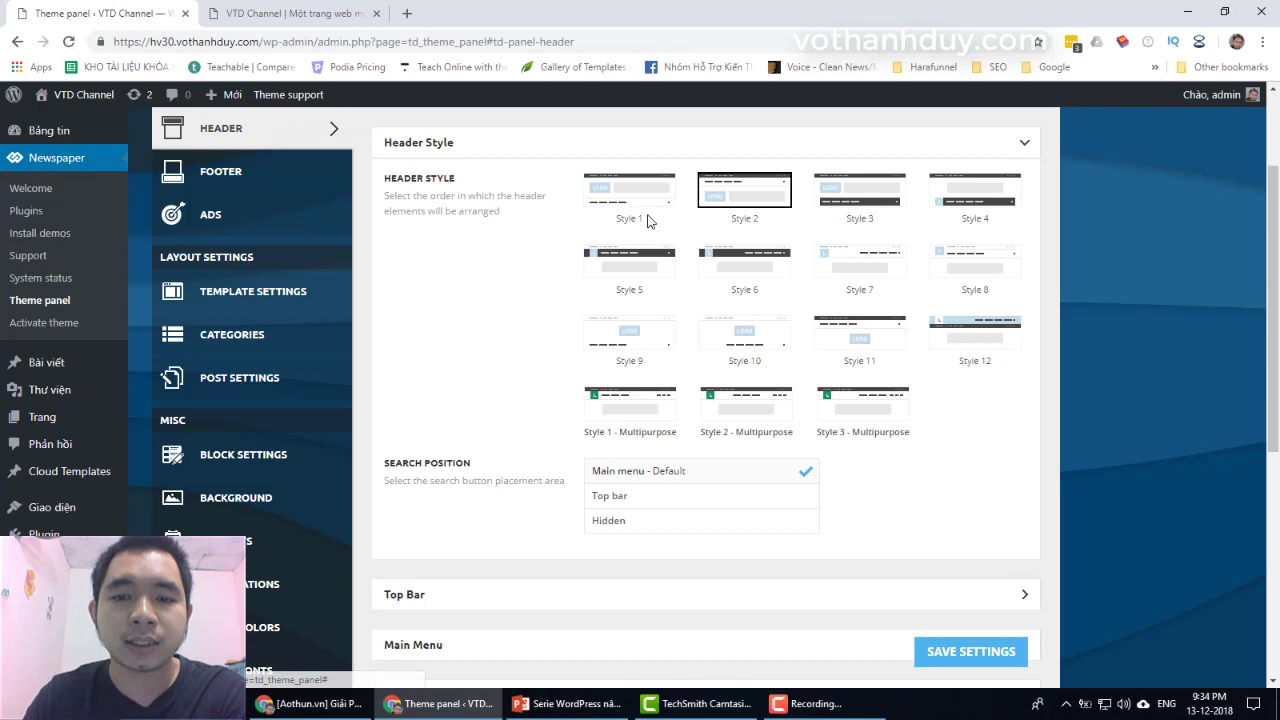 Theme panel ‹ VTD Channel —
VTD Channel | Một trang web m
https://hv30.vothanhduy.com/wp-admin/admin.php?page=td_theme_panel#td-panel-header
vothanhduy.com
3
Apps
KHO TÀI LIỆU KHÓA
Teachable | Compare
Podia Pricing
Teach Online with the
Gallery of Templates
Nhóm Hỗ Trợ Kiến Th
Voice - Clean News
Harafunnel
SEO
Google
Other bookmarks
VTD Channel
2
0
Mới
Theme support
Chào, admin
Bảng tin
Newspaper
Plugins
Install demos
System status
Theme panel
Bài viết
Thư viện
Trang
Phản hồi
Cloud Templates
Giao diện
Plugin
HEADER
FOOTER
ADS
LAYOUT SETTINGS
TEMPLATE SETTINGS
CATEGORIES
POST SETTINGS
MISC
BLOCK SETTINGS
BACKGROUND
Header Style
HEADER STYLE
Select the order in which the header
elements will be arranged
Style 1
Style 2
Style 3
Style 4
Style 5
Style 6
Style 7
Style 8
Style 9
Style 10
Style 11
Style 12
Style 1 - Multipurpose
Style 2 - Multipurpose
Style 3 - Multipurpose
SEARCH POSITION
Select the search button placement area
Main menu - Default
Top bar
Hidden
Top Bar
Main Menu
SAVE SETTINGS
=td_theme_panel#
[Aothun.vn] Giải P...
Theme panel ‹ VTD...
Serie WordPress nâ...
TechSmith Camtasi...
Recording...
ENG
9:34 PM
13-12-2018